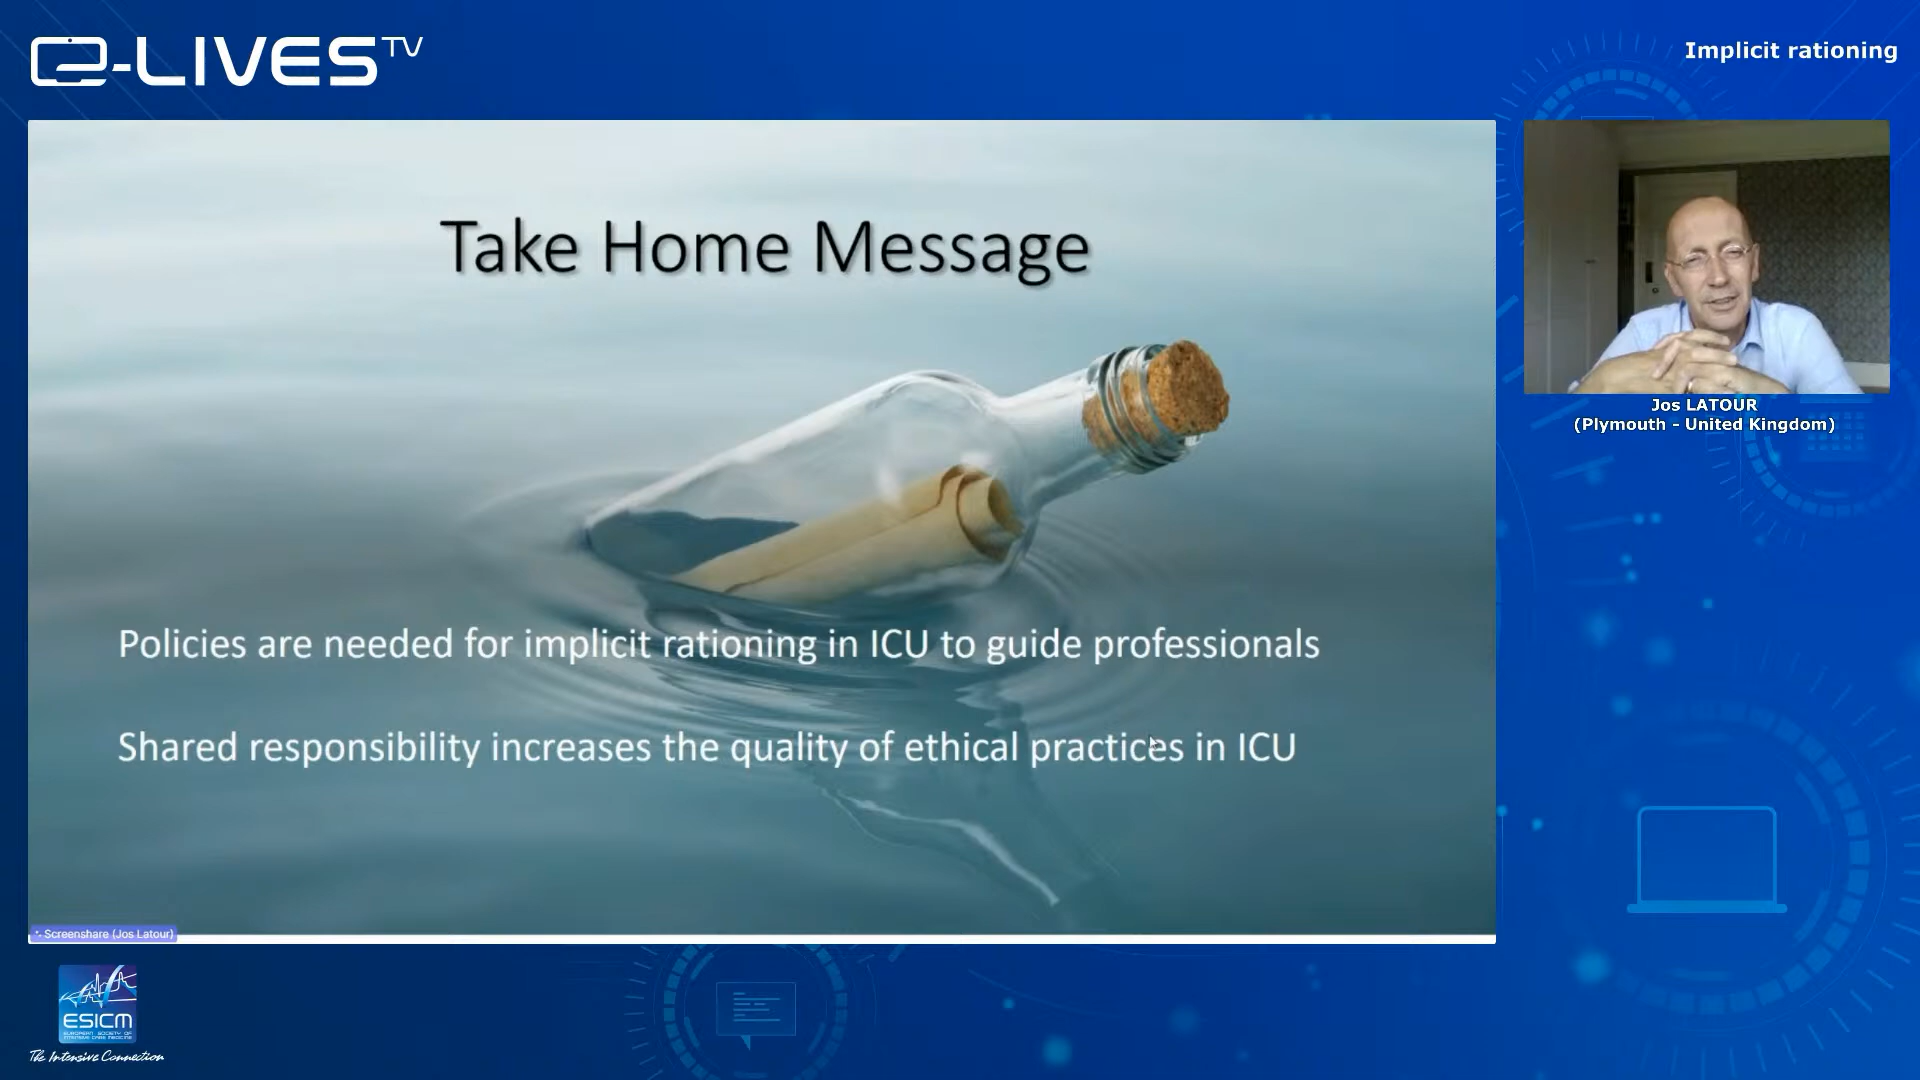 e-LIVES TV
Implicit rationing
Take Home Message
Policies are needed for implicit rationing in ICU to guide professionals
Shared responsibility increases the quality of ethical practices in ICU
Jos LATOUR
(Plymouth - United Kingdom)
Screenshare (Jos Latour)
ESICM
EUROPEAN SOCIETY OF
INTENSIVE CARE MEDICINE
The Intensive Connection